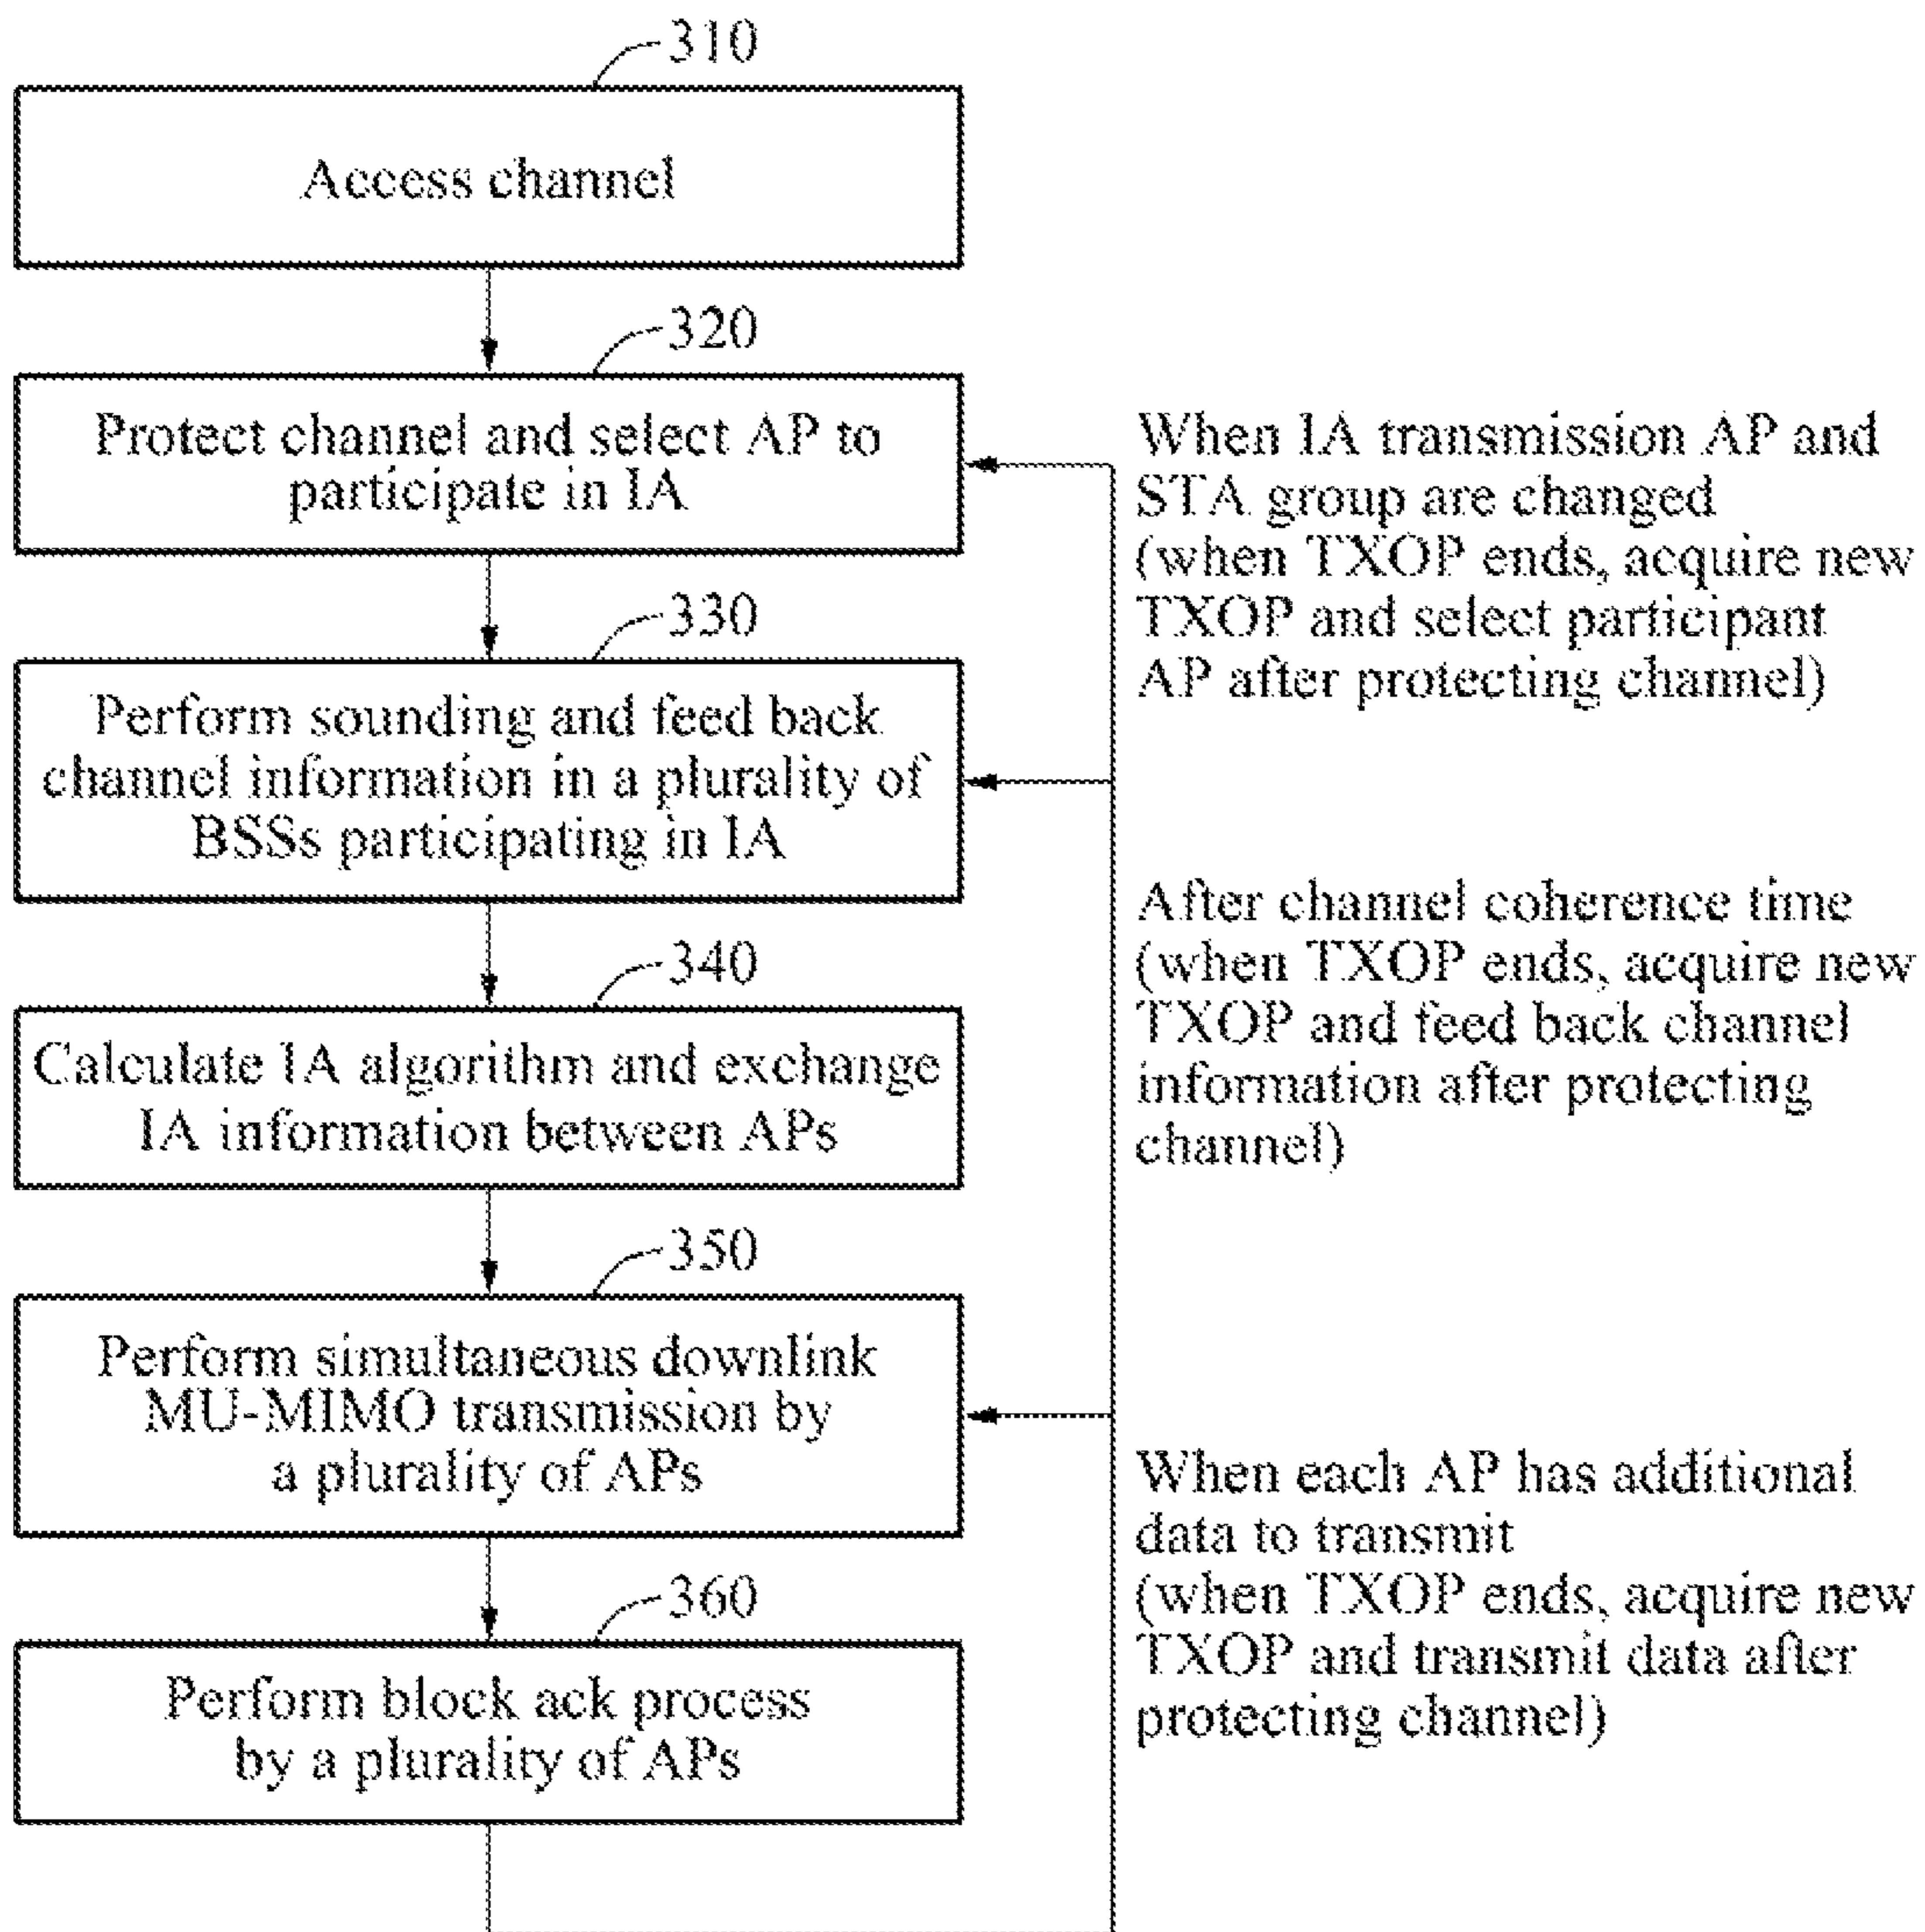 310
Access channel
320
Protect channel and select AP to
participate in IA
When IA transmission AP and
STA group are changed
(when TXOP ends, acquire new
TXOP and select participant
AP after protecting channel)
330
Perform sounding and feed back
channel information in a plurality of
BSSs participating in IA
After channel coherence time
(when TXOP ends, acquire new
TXOP and feed back channel
information after protecting
channel)
340
Calculate IA algorithm and exchange
IA information between APs
350
Perform simultaneous downlink
MU-MIMO transmission by
a plurality of APs
When each AP has additional
data to transmit
(when TXOP ends, acquire new
TXOP and transmit data after
protecting channel)
360
Perform block ack process
by a plurality of APs